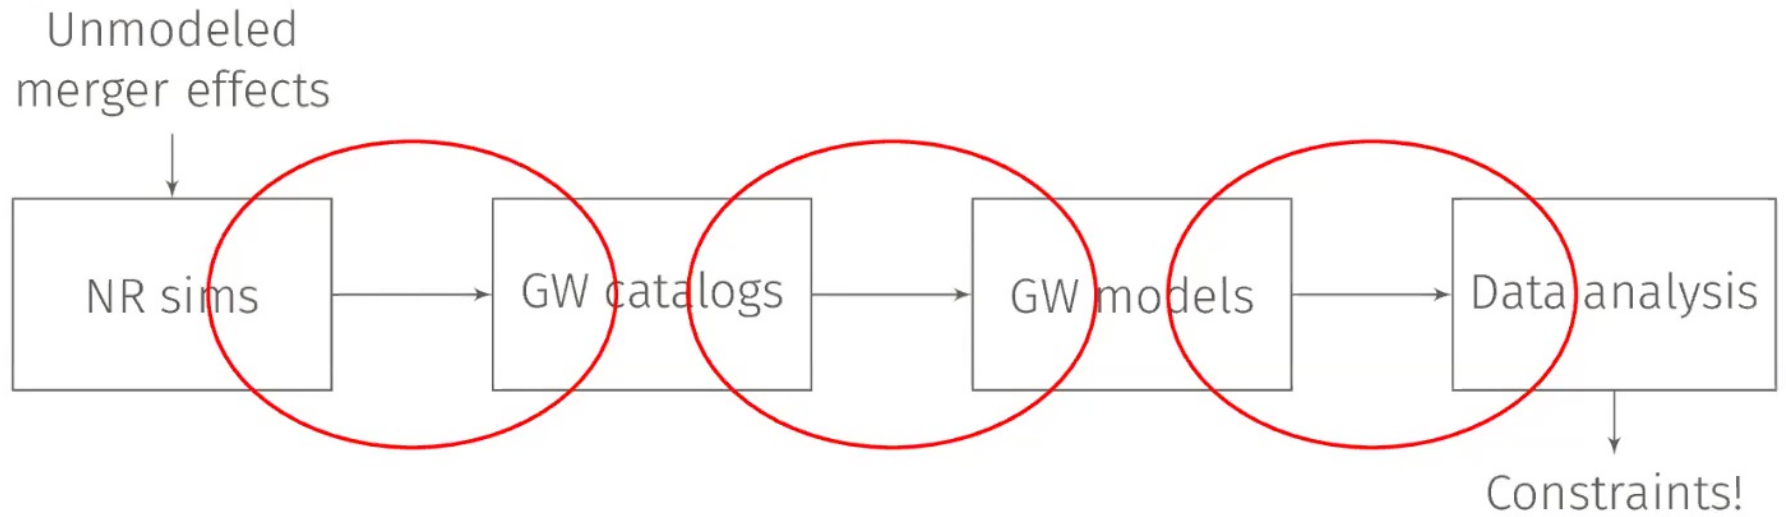 Unmodeled
merger effects
NR sims
GW catalogs
GW models
Data analysis
Constraints!